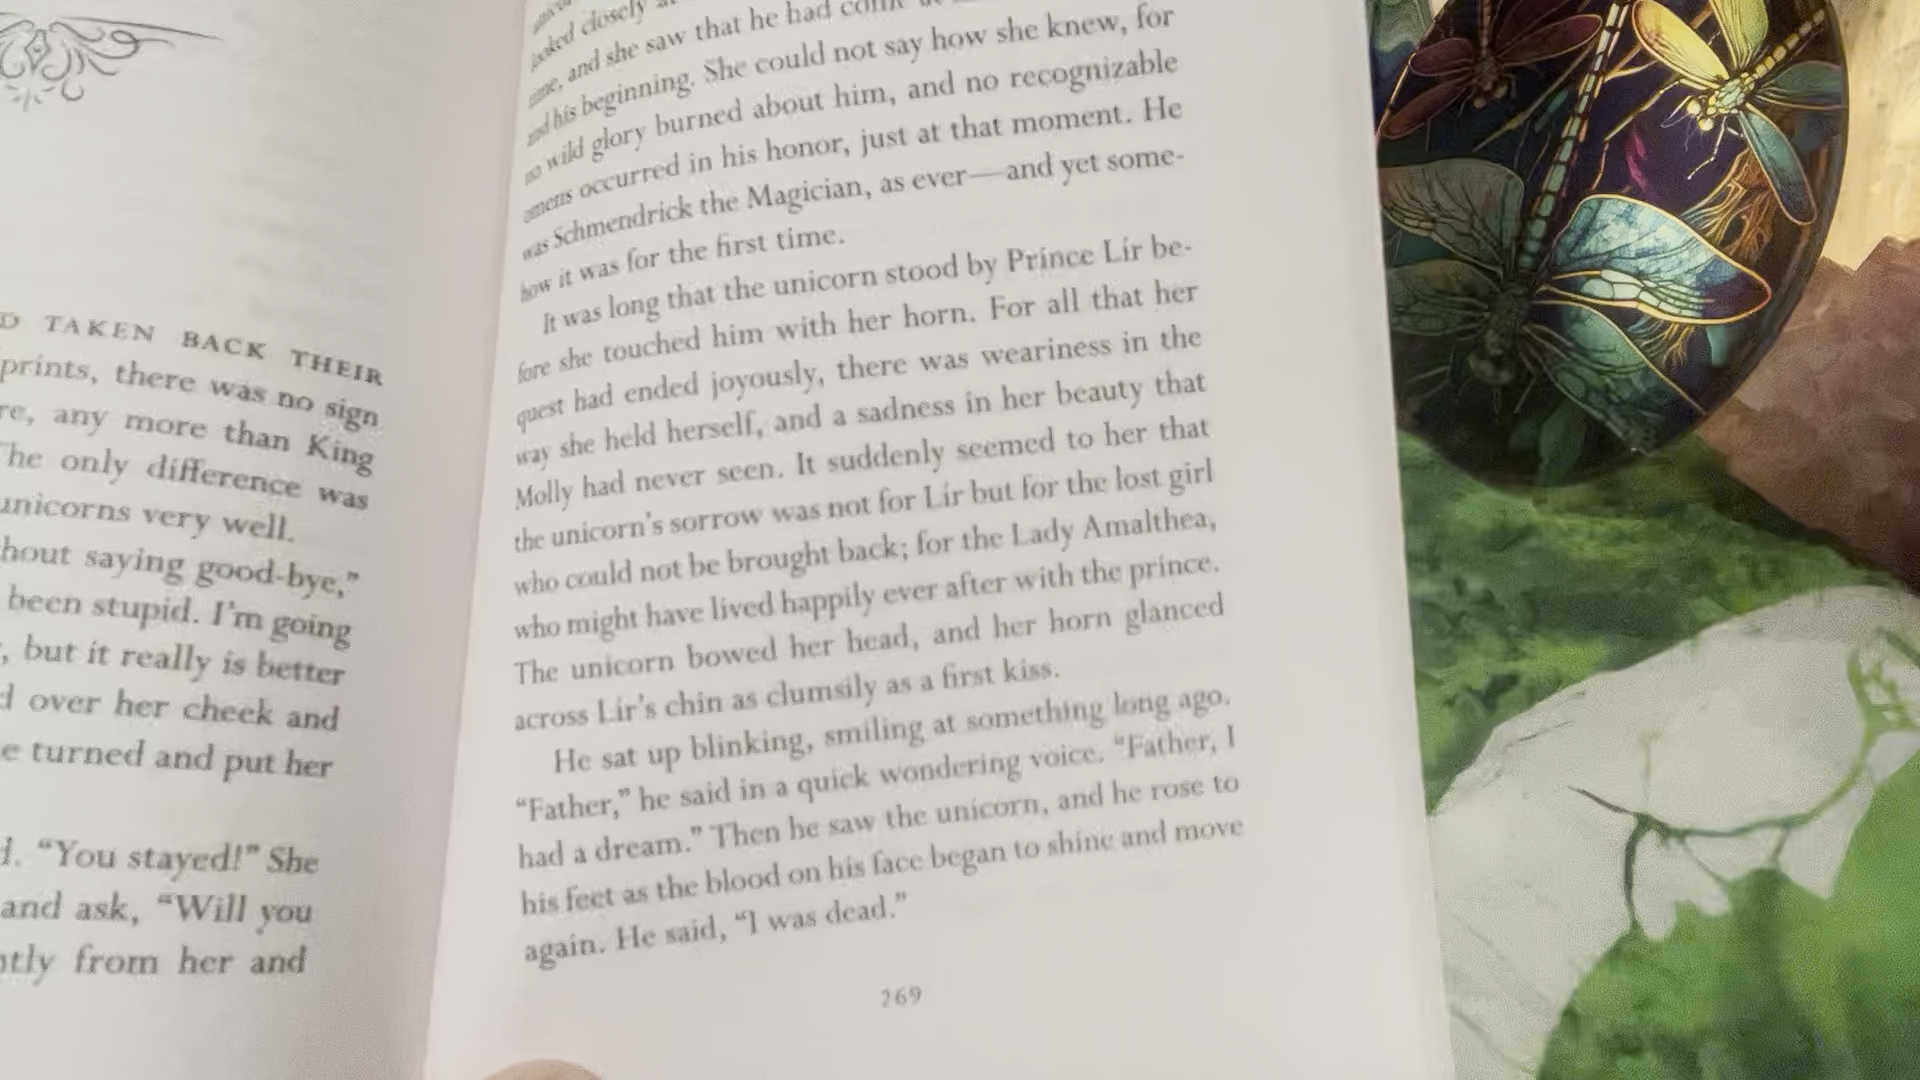 D TAKEN BACK THEIR
prints, there was no sign
re, any more than King
The only difference was
unicorns very well.
hout saying good-bye,”
been stupid. I’m going
, but it really is better
d over her cheek and
e turned and put her
d. “You stayed!” She
and ask, “Will you
ntly from her and
looked closely
and she saw that he had
and his beginning. She could not say how she knew, for
no wild glory burned about him, and no recognizable
omens occurred in his honor, just at that moment. He
was Schmendrick the Magician, as ever—and yet some-
how it was for the first time.
It was long that the unicorn stood by Prince Lír be-
fore she touched him with her horn. For all that her
quest had ended joyously, there was weariness in the
way she held herself, and a sadness in her beauty that
Molly had never seen. It suddenly seemed to her that
the unicorn’s sorrow was not for Lír but for the lost girl
who could not be brought back; for the Lady Amalthea,
who might have lived happily ever after with the prince.
The unicorn bowed her head, and her horn glanced
across Lír’s chin as clumsily as a first kiss.
He sat up blinking, smiling at something long ago.
“Father,” he said in a quick wondering voice. “Father, I
had a dream.” Then he saw the unicorn, and he rose to
his feet as the blood on his face began to shine and move
again. He said, “I was dead.”
269